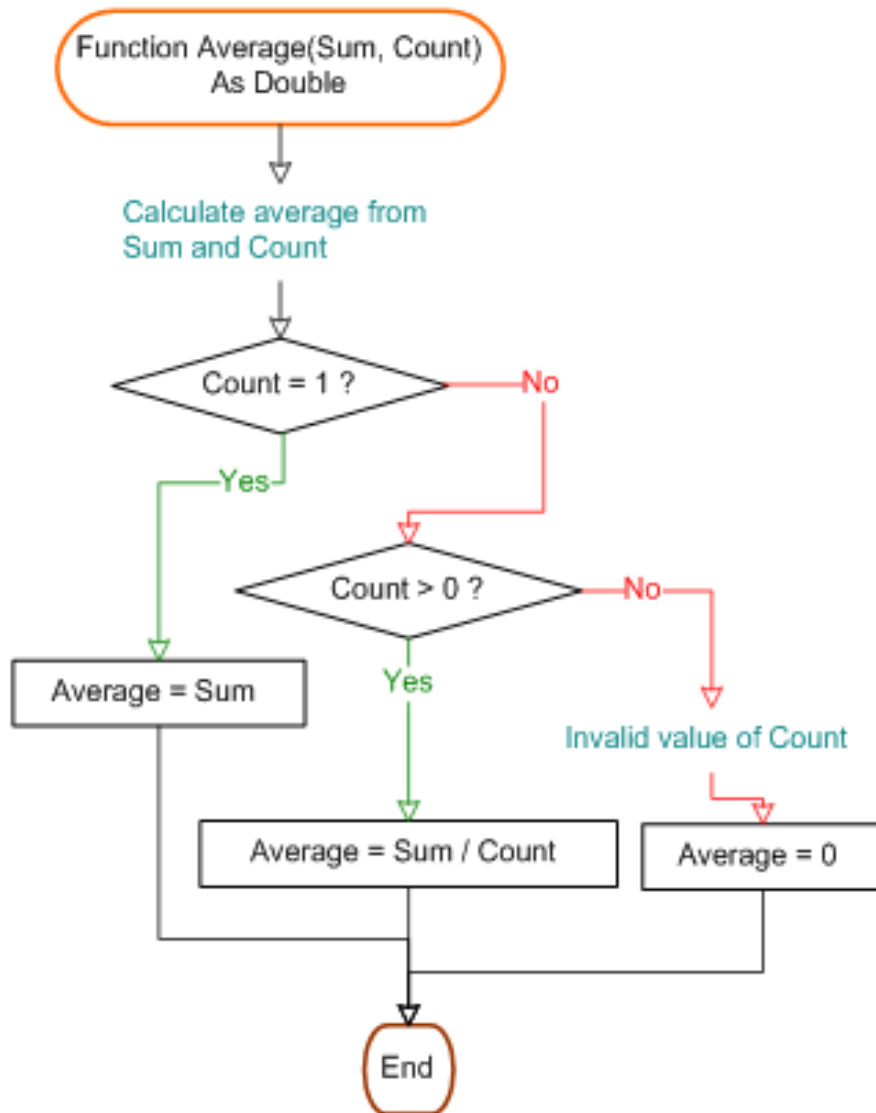 Function Average(Sum, Count)
As Double
Calculate average from
Sum and Count
Count = 1 ?
No
Yes
Count > 0 ?
No
Average = Sum
Yes
Invalid value of Count
Average = Sum / Count
Average = 0
End